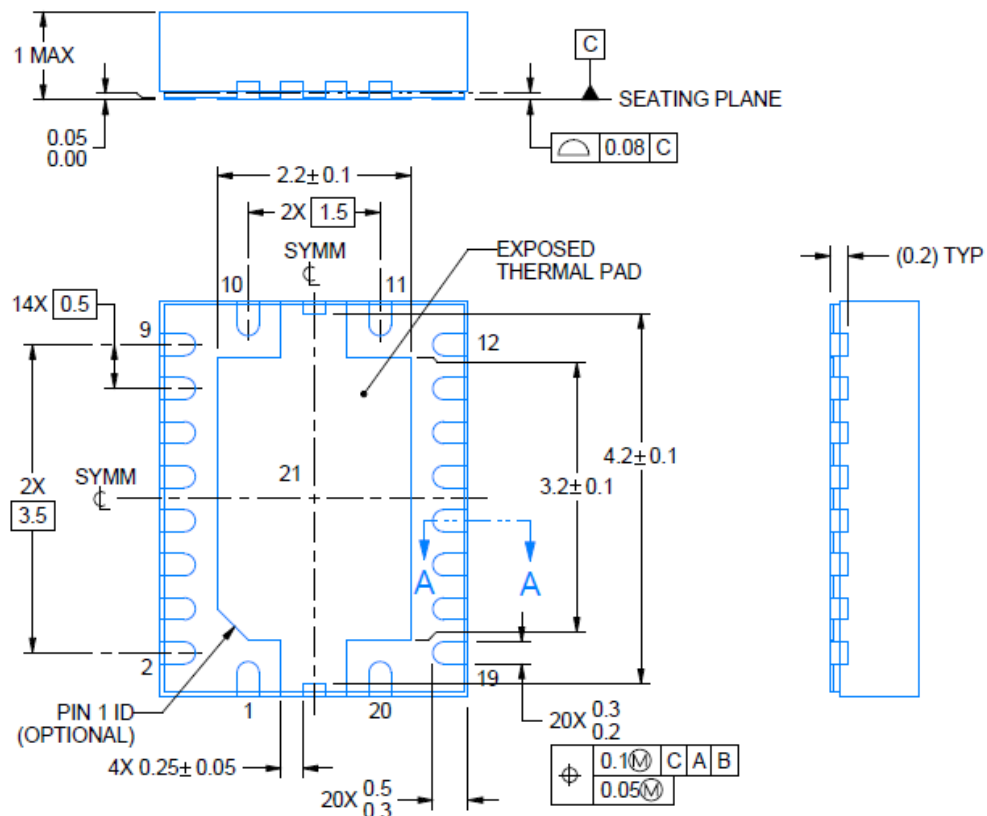 1 MAX
C
SEATING PLANE
0.05
0.00
0.08 C
2.2± 0.1
2X 1.5
SYMM
EXPOSED
THERMAL PAD
(0.2) TYP
10
11
14X 0.5
9
12
4.2± 0.1
SYMM
21
3.2± 0.1
2X
3.5
A
A
2
19
PIN 1 ID
(OPTIONAL)
1
20
20X 0.3
0.2
0.1Ⓜ C A B
0.05Ⓜ
4X 0.25± 0.05
20X 0.5
0.3